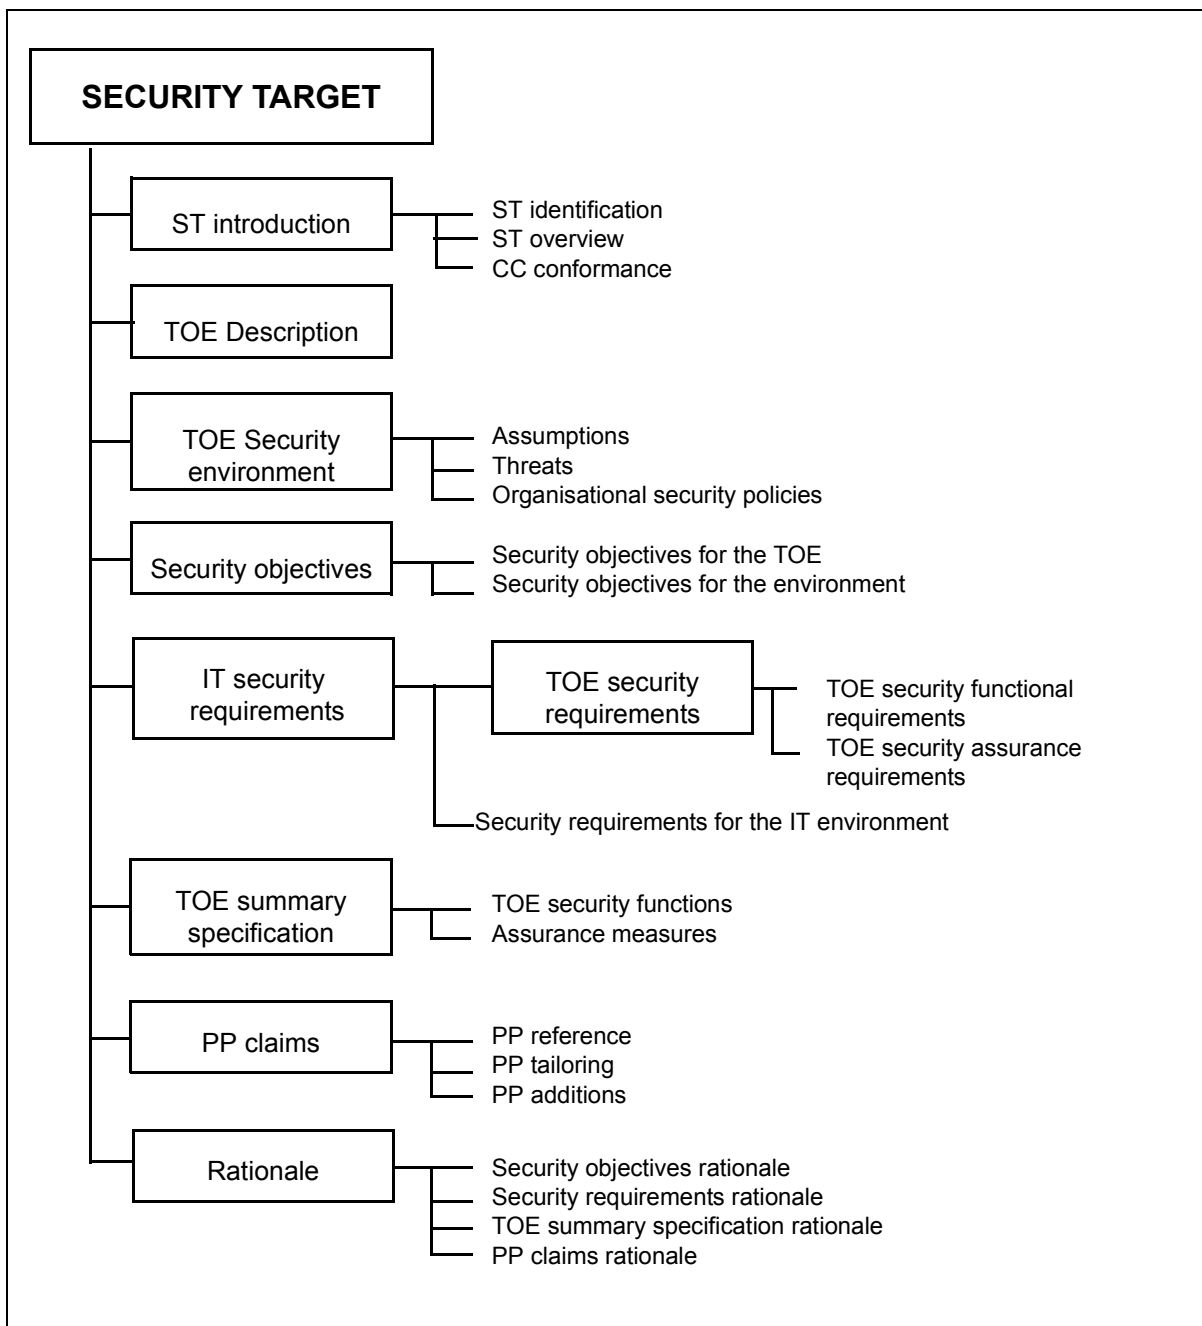 SECURITY TARGET
ST introduction
ST identification
ST overview
CC conformance
TOE Description
TOE Security
environment
Assumptions
Threats
Organisational security policies
Security objectives
Security objectives for the TOE
Security objectives for the environment
IT security
requirements
TOE security
requirements
TOE security functional
requirements
TOE security assurance
requirements
Security requirements for the IT environment
TOE summary
specification
TOE security functions
Assurance measures
PP claims
PP reference
PP tailoring
PP additions
Rationale
Security objectives rationale
Security requirements rationale
TOE summary specification rationale
PP claims rationale